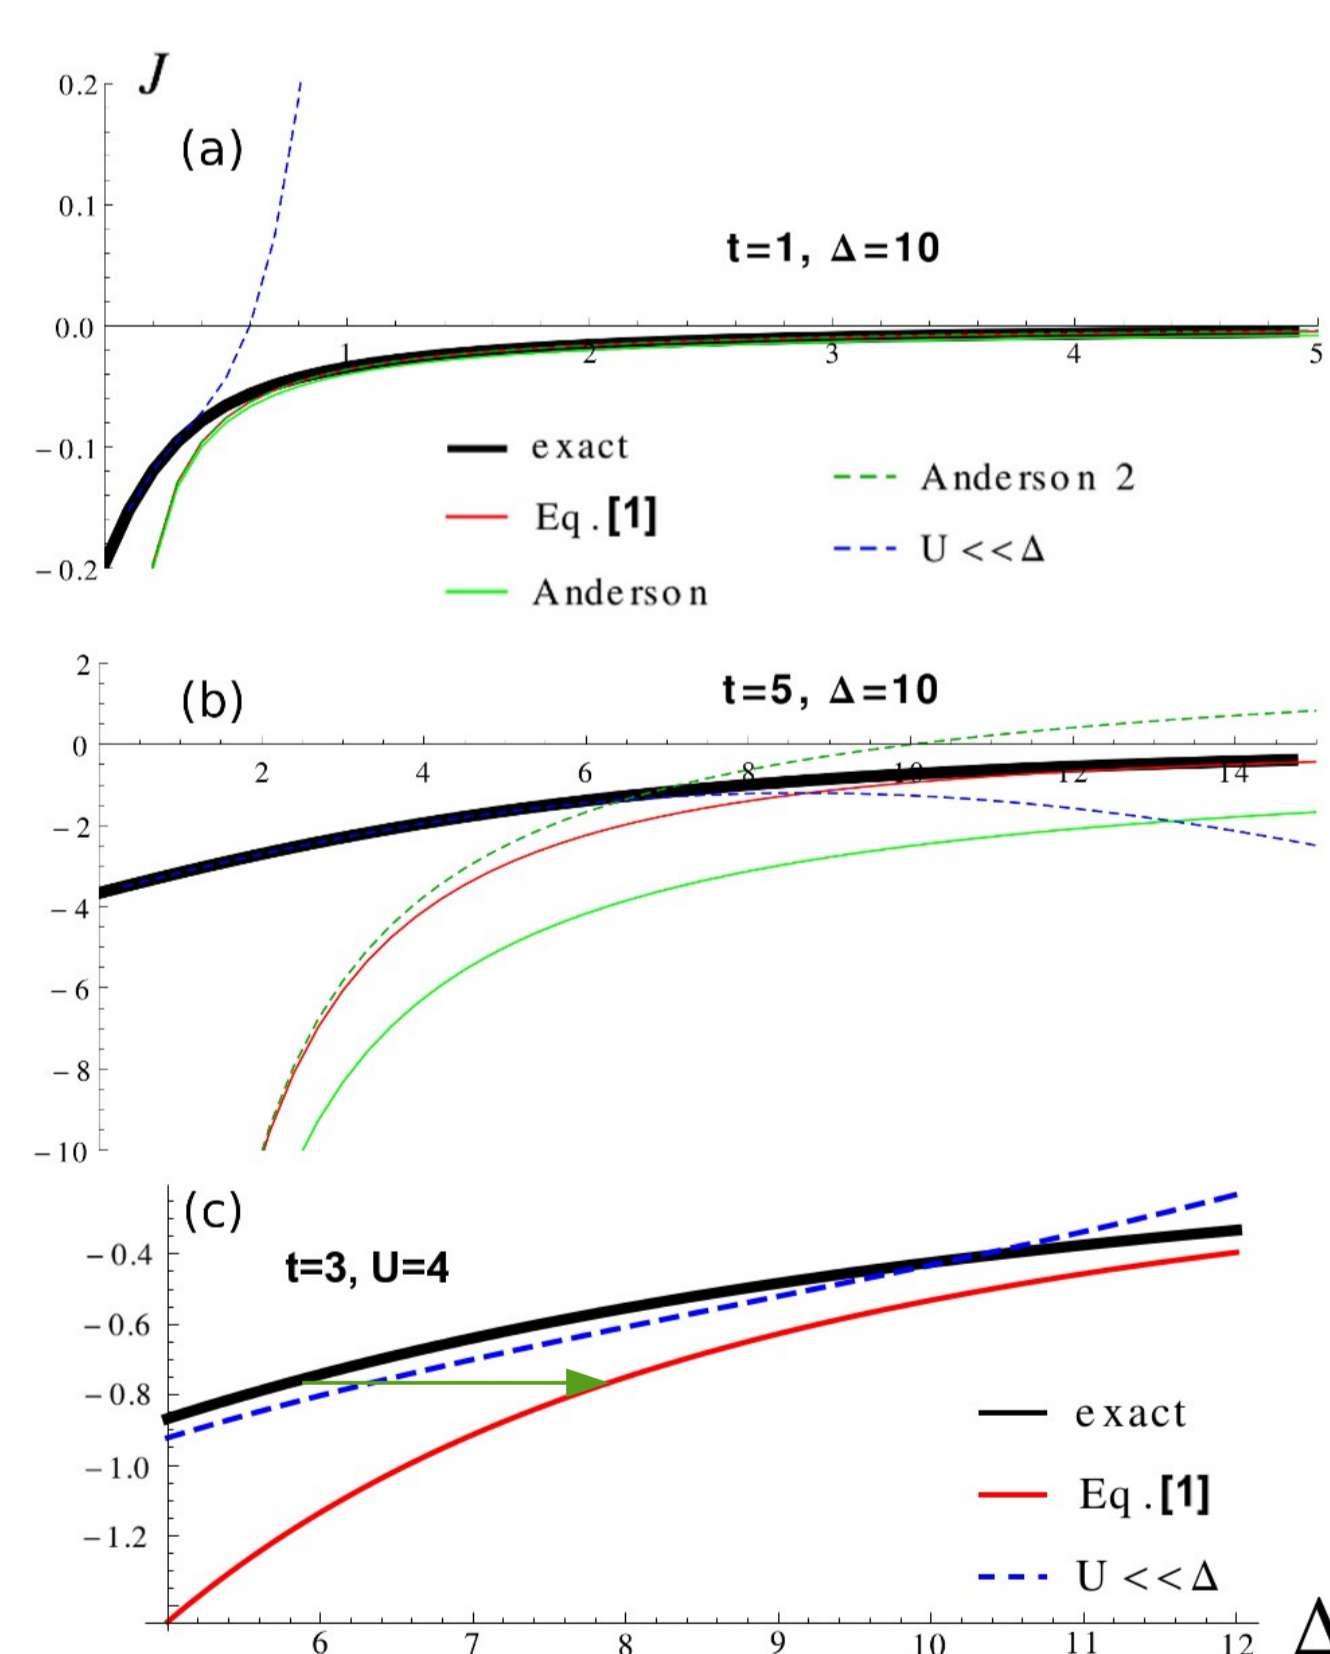 J
0.2
(a)
0.1
t=1, Δ=10
0.0
1 2 3 4 5
−0.1
exact
Anderson 2
Eq.[1]
U <<Δ
−0.2
Anderson
2
(b)
t=5, Δ=10
0
2 4 6 8 10 12 14
−2
−4
−6
−8
−10
(c)
t=3, U=4
−0.4
−0.6
−0.8
exact
−1.0
Eq.[1]
−1.2
U <<Δ
6 7 8 9 10 11 12
Δ